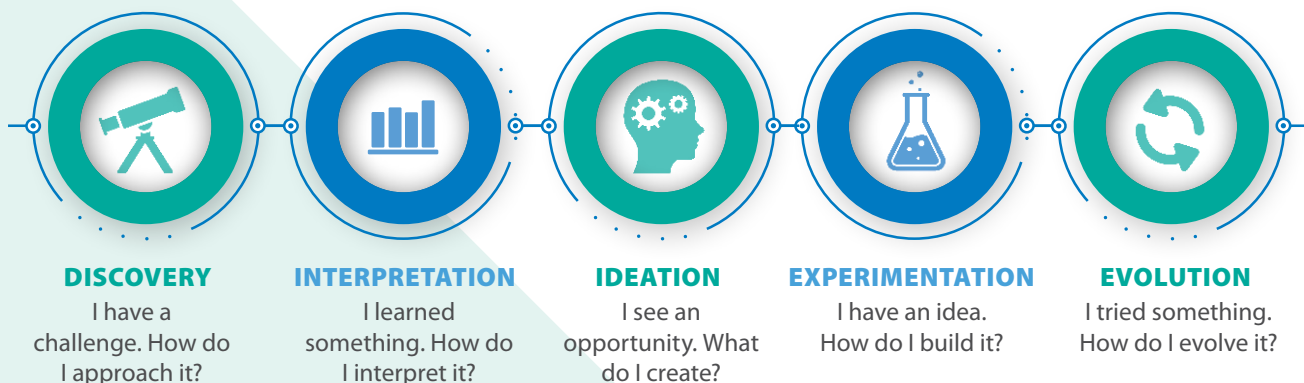 DISCOVERY
I have a
challenge. How do
I approach it?
INTERPRETATION
I learned
something. How do
I interpret it?
IDEATION
I see an
opportunity. What
do I create?
EXPERIMENTATION
I have an idea.
How do I build it?
EVOLUTION
I tried something.
How do I evolve it?